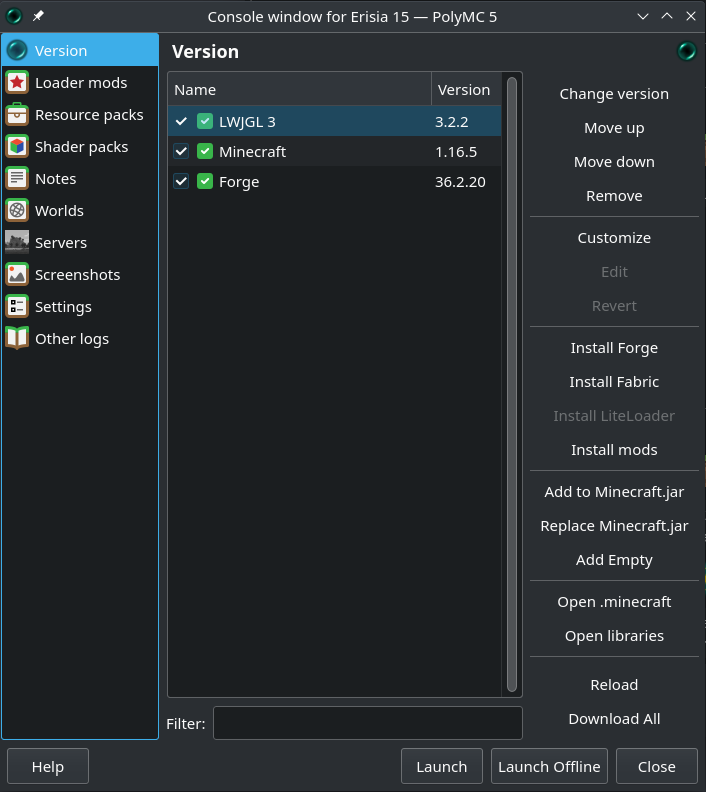 Console window for Erisia 15 — PolyMC 5
Version
Loader mods
Resource packs
Shader packs
Notes
Worlds
Servers
Screenshots
Settings
Other logs
Version
Name Version
LWJGL 3 3.2.2
Minecraft 1.16.5
Forge 36.2.20
Filter:
Change version
Move up
Move down
Remove
Customize
Edit
Revert
Install Forge
Install Fabric
Install LiteLoader
Install mods
Add to Minecraft.jar
Replace Minecraft.jar
Add Empty
Open .minecraft
Open libraries
Reload
Download All
Help
Launch
Launch Offline
Close